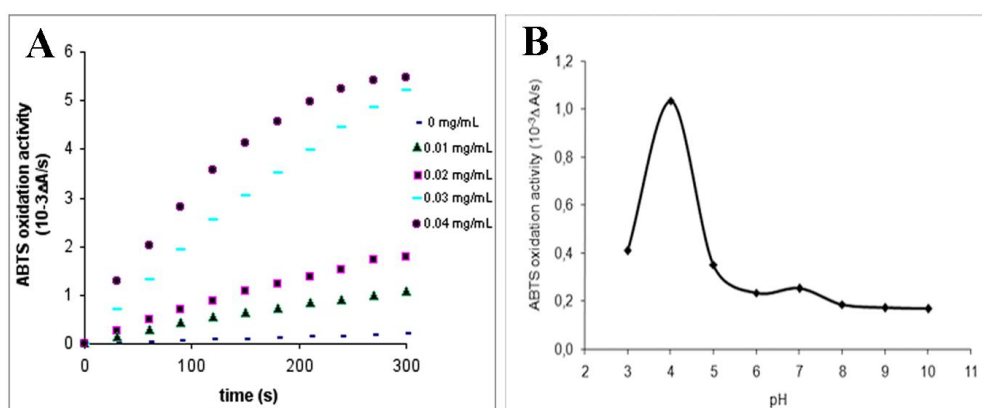 A
ABTS oxidation activity
(10-3ΔA/s)
6
5
4
3
2
1
0
0 100 200 300
time (s)
0 mg/mL
0.01 mg/mL
0.02 mg/mL
0.03 mg/mL
0.04 mg/mL
B
ABTS oxidation activity (10-3Δ A/s)
1,2
1,0
0,8
0,6
0,4
0,2
0,0
2 3 4 5 6 7 8 9 10 11
pH